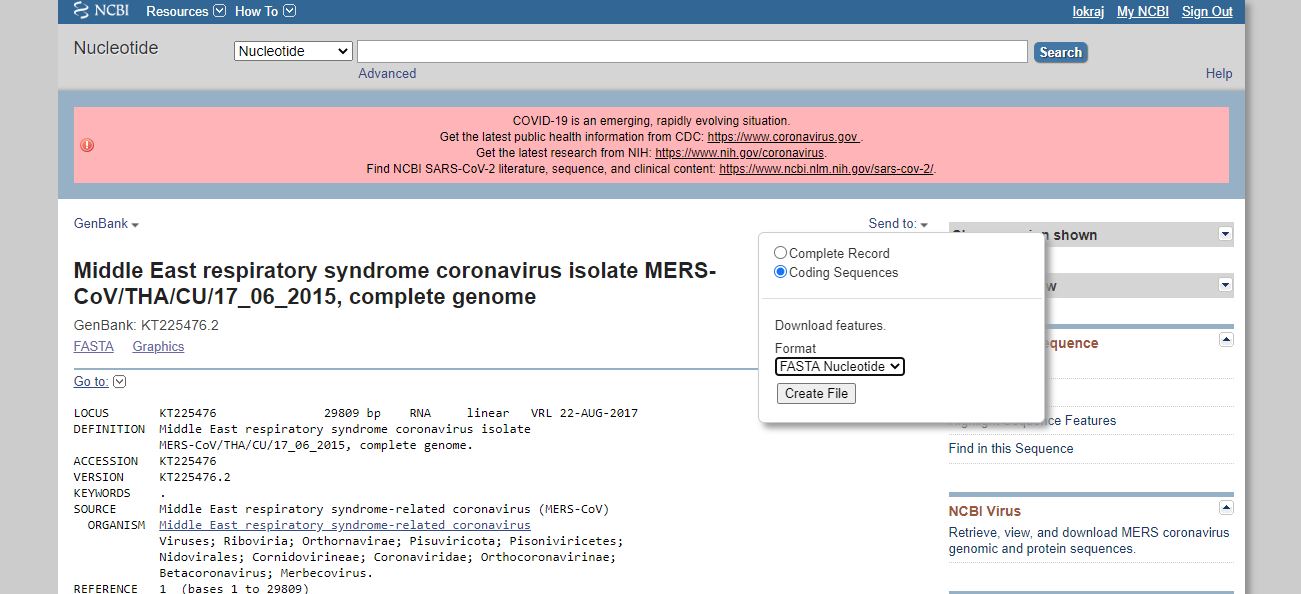 NCBI Resources How To lokraj My NCBI Sign Out
Nucleotide Nucleotide Search
Advanced Help
COVID-19 is an emerging, rapidly evolving situation.
Get the latest public health information from CDC: https://www.coronavirus.gov .
Get the latest research from NIH: https://www.nih.gov/coronavirus.
Find NCBI SARS-CoV-2 literature, sequence, and clinical content: https://www.ncbi.nlm.nih.gov/sars-cov-2/.
GenBank
Send to:
Complete Record
Coding Sequences
Download features.
Format
FASTA Nucleotide
Create File
shown
Middle East respiratory syndrome coronavirus isolate MERS-
CoV/THA/CU/17_06_2015, complete genome
GenBank: KT225476.2
FASTA Graphics
Go to:
LOCUS KT225476 29809 bp RNA linear VRL 22-AUG-2017
DEFINITION Middle East respiratory syndrome coronavirus isolate
MERS-CoV/THA/CU/17_06_2015, complete genome.
ACCESSION KT225476
VERSION KT225476.2
KEYWORDS .
SOURCE Middle East respiratory syndrome-related coronavirus (MERS-CoV)
ORGANISM Middle East respiratory syndrome-related coronavirus
Viruses; Riboviria; Orthornavirae; Pisuviricota; Pisoniviricetes;
Nidovirales; Cornidovirineae; Coronaviridae; Orthocoronavirinae;
Betacoronavirus; Merbecovirus.
REFERENCE 1 (bases 1 to 29809)
Features
Find in this Sequence
NCBI Virus
Retrieve, view, and download MERS coronavirus
genomic and protein sequences.